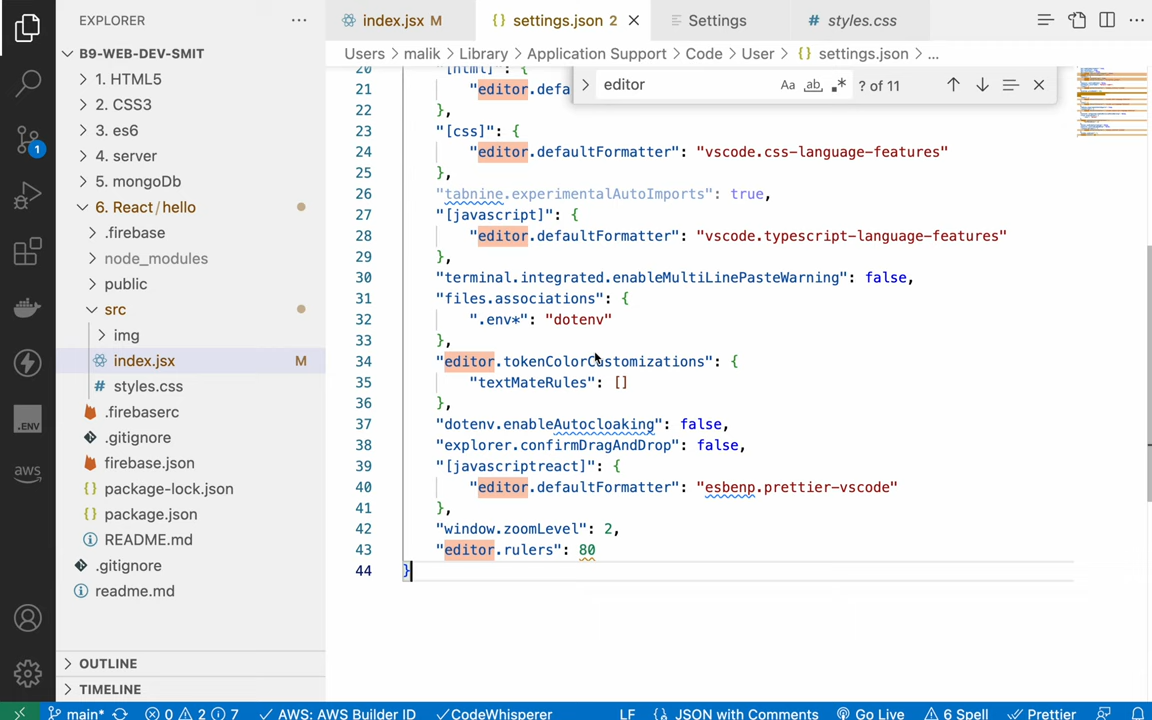 EXPLORER
index.jsx M
settings.json 2
Settings
styles.css
B9-WEB-DEV-SMIT
1. HTML5
2. CSS3
3. es6
4. server
5. mongoDb
6. React/hello
.firebase
node_modules
public
src
img
index.jsx M
styles.css
.firebaserc
.gitignore
firebase.json
package-lock.json
package.json
README.md
.gitignore
readme.md
OUTLINE
TIMELINE
1
.ENV
aws
Users > malik > Library > Application Support > Code > User > {} settings.json > ...
editor
Aa ab .* ? of 11
20 "[html]": {
21 "editor.defa
22 },
23 "[css]": {
24 "editor.defaultFormatter": "vscode.css-language-features"
25 },
26 "tabnine.experimentalAutoImports": true,
27 "[javascript]": {
28 "editor.defaultFormatter": "vscode.typescript-language-features"
29 },
30 "terminal.integrated.enableMultiLinePasteWarning": false,
31 "files.associations": {
32 ".env*": "dotenv"
33 },
34 "editor.tokenColorCustomizations": {
35 "textMateRules": []
36 },
37 "dotenv.enableAutocloaking": false,
38 "explorer.confirmDragAndDrop": false,
39 "[javascriptreact]": {
40 "editor.defaultFormatter": "esbenp.prettier-vscode"
41 },
42 "window.zoomLevel": 2,
43 "editor.rulers": 80
44 }
main* 0 2 7 AWS: AWS Builder ID CodeWhisperer LF {} JSON with Comments Go Live 6 Spell Prettier